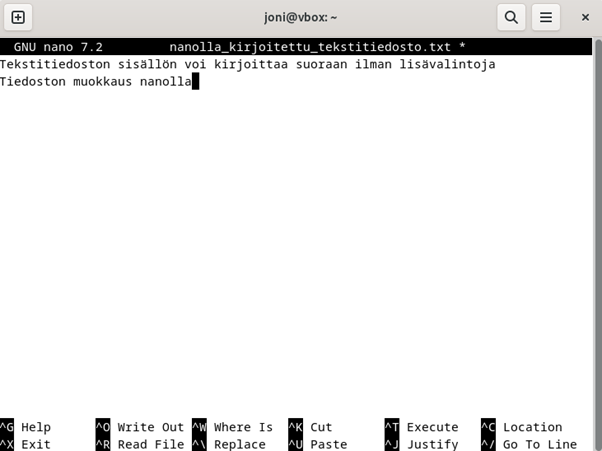 joni@vbox: ~
GNU nano 7.2 nanolla_kirjoitettu_tekstitiedosto.txt *
Tekstitiedoston sisällön voi kirjoittaa suoraan ilman lisävalintoja
Tiedoston muokkaus nanolla
^G Help ^O Write Out ^W Where Is ^K Cut ^T Execute ^C Location
^X Exit ^R Read File ^\ Replace ^U Paste ^J Justify ^/ Go To Line